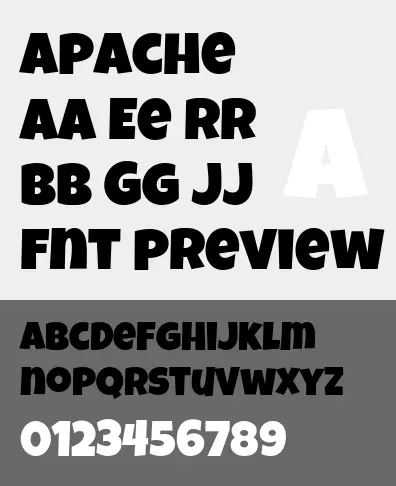 APACHe
AA Ee RR
A
BB GG JJ
FnT PReVIeW
ABCDeFGHIJKLm
nOPQRSTUVWXYZ
0123456789